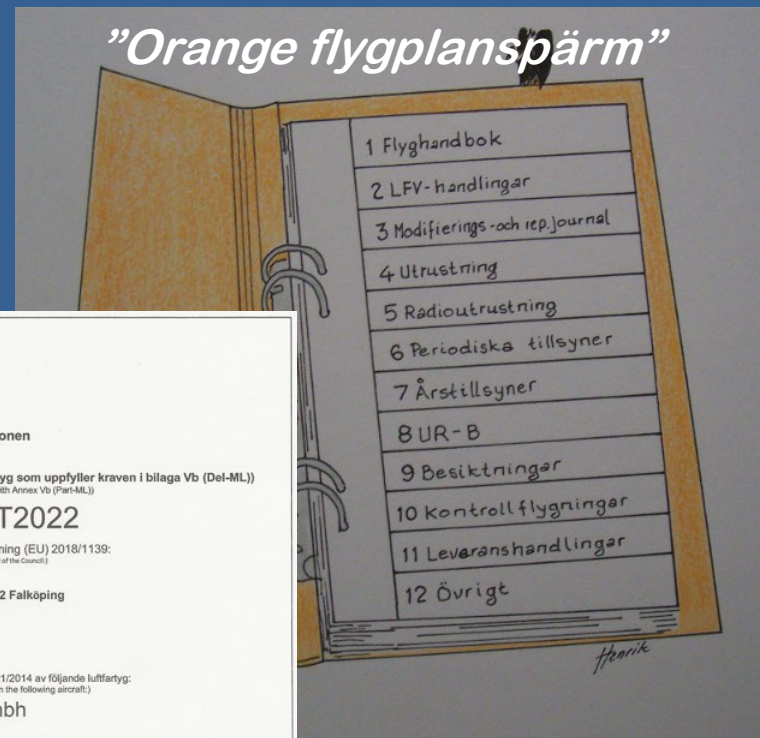 ”Orange flygplanspärm”
1 Flyghandbok
2 LFV-handlingar
3 Modifierings-och rep.journal
4 Utrustning
5 Radioutrustning
6 Periodiska tillsyner
7 Årstillsyner
8 UR-B
9 Besiktningar
10 Kontrollflygningar
11 Leveranshandlingar
12 Övrigt
Henrik
onen
yg som uppfyller kraven i bilaga Vb (Del-ML))
ith Annex Vb (Part-ML))
T2022
ning (EU) 2018/1139:
of the Council:)
2 Falköping
1/2014 av följande luftfartyg:
n the following aircraft:)
bh